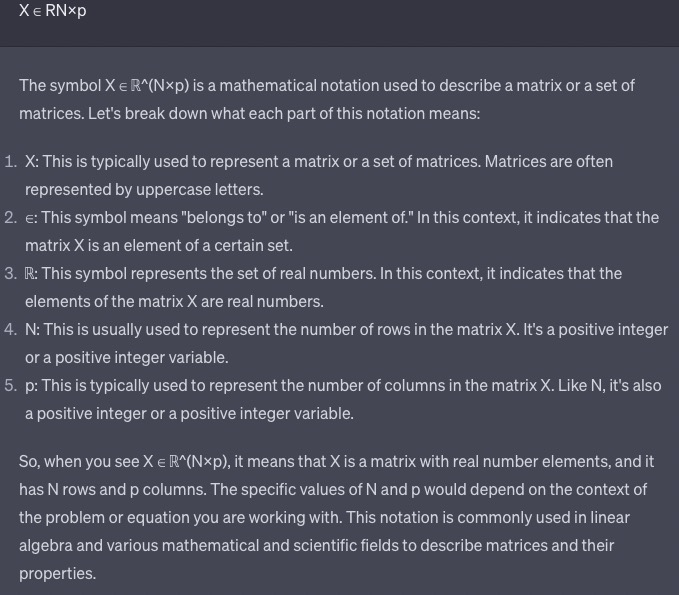 X ∈ RN×p
The symbol X ∈ ℝ^(N×p) is a mathematical notation used to describe a matrix or a set of
matrices. Let's break down what each part of this notation means:
1. X: This is typically used to represent a matrix or a set of matrices. Matrices are often
represented by uppercase letters.
2. ∈: This symbol means "belongs to" or "is an element of." In this context, it indicates that the
matrix X is an element of a certain set.
3. ℝ: This symbol represents the set of real numbers. In this context, it indicates that the
elements of the matrix X are real numbers.
4. N: This is usually used to represent the number of rows in the matrix X. It's a positive integer
or a positive integer variable.
5. p: This is typically used to represent the number of columns in the matrix X. Like N, it's also
a positive integer or a positive integer variable.
So, when you see X ∈ ℝ^(N×p), it means that X is a matrix with real number elements, and it
has N rows and p columns. The specific values of N and p would depend on the context of
the problem or equation you are working with. This notation is commonly used in linear
algebra and various mathematical and scientific fields to describe matrices and their
properties.